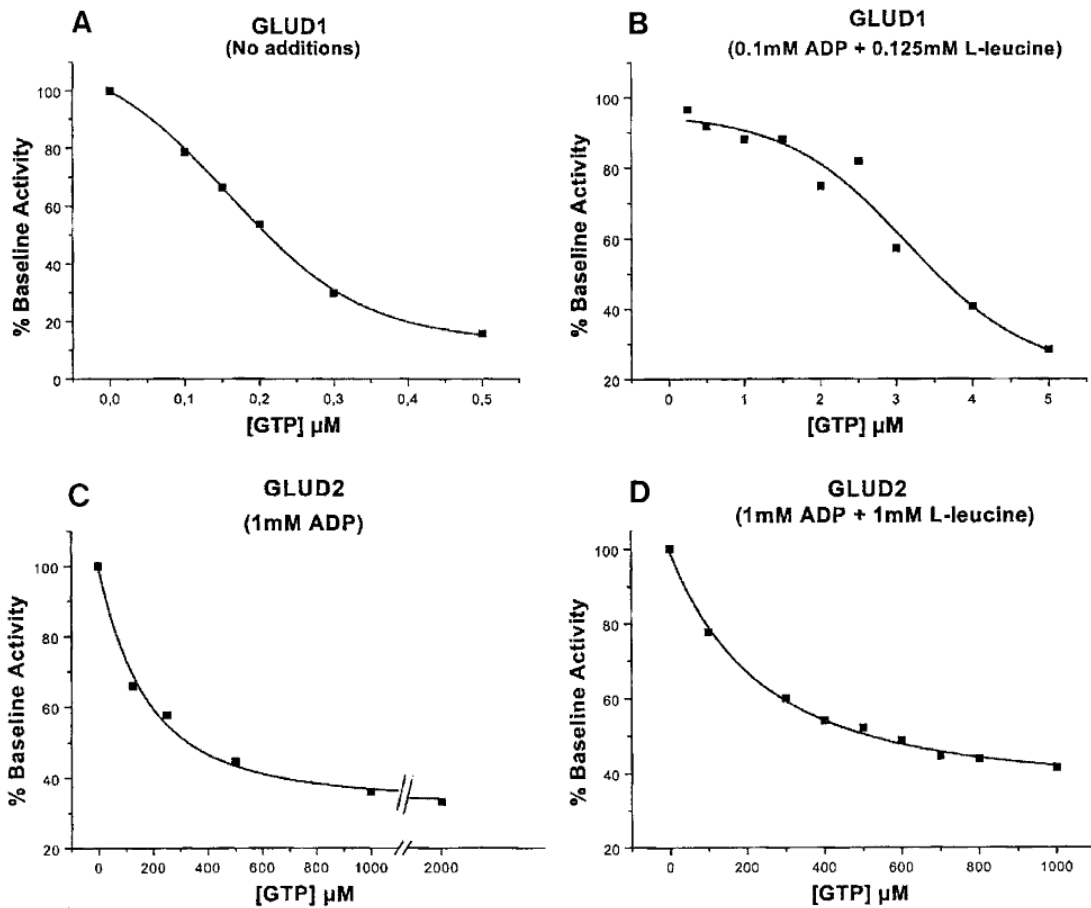 A
GLUD1
(No additions)
% Baseline Activity
100
80
60
40
20
0
0,0 0,1 0,2 0,3 0,4 0,5
[GTP] µM
B
GLUD1
(0.1mM ADP + 0.125mM L-leucine)
% Baseline Activity
100
80
60
40
20
0 1 2 3 4 5
[GTP] µM
C
GLUD2
(1mM ADP)
% Baseline Activity
100
80
60
40
20
0 200 400 600 800 1000 2000
[GTP] µM
D
GLUD2
(1mM ADP + 1mM L-leucine)
% Baseline Activity
100
80
60
40
20
0 200 400 600 800 1000
[GTP] µM